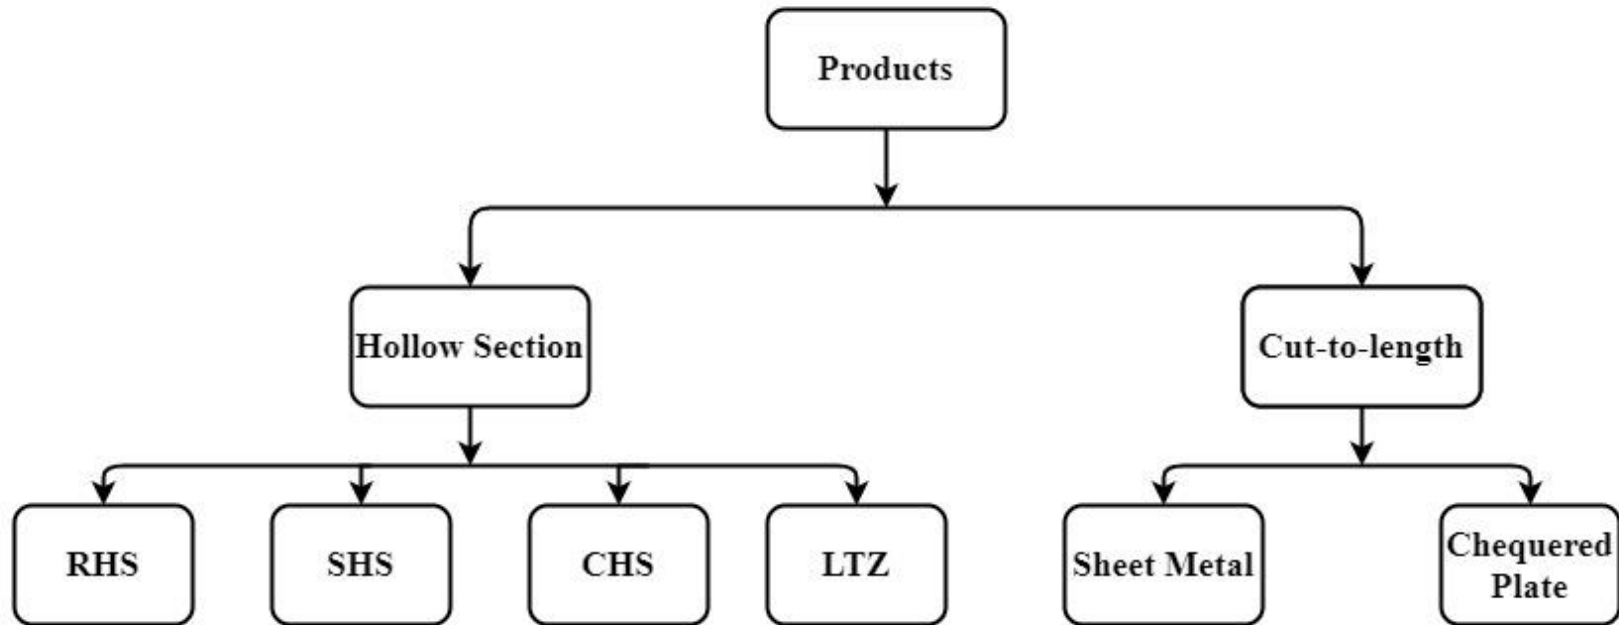 Products
Hollow Section
Cut-to-length
RHS
SHS
CHS
LTZ
Sheet Metal
Chequered
Plate